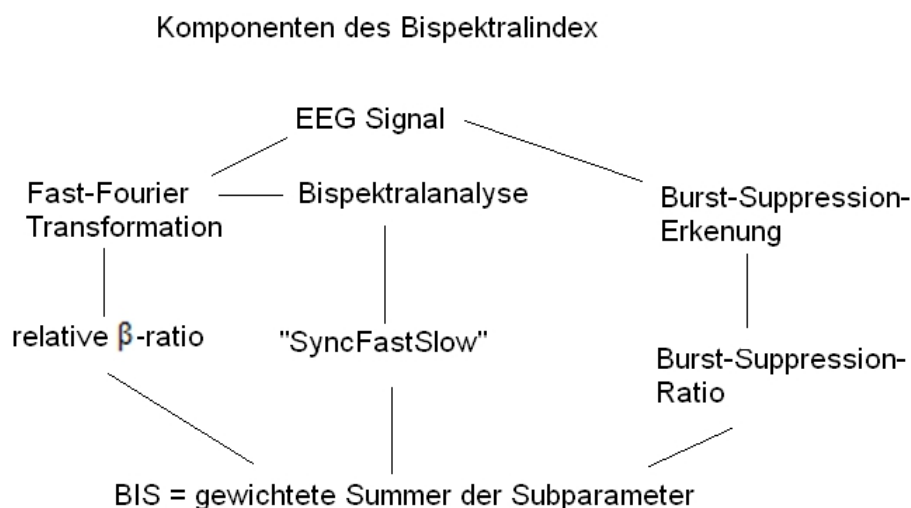 Komponenten des Bispektralindex
EEG Signal
Fast-Fourier
Transformation
Bispektralanalyse
Burst-Suppression-
Erkenung
relative β-ratio
"SyncFastSlow"
Burst-Suppression-
Ratio
BIS = gewichtete Summer der Subparameter